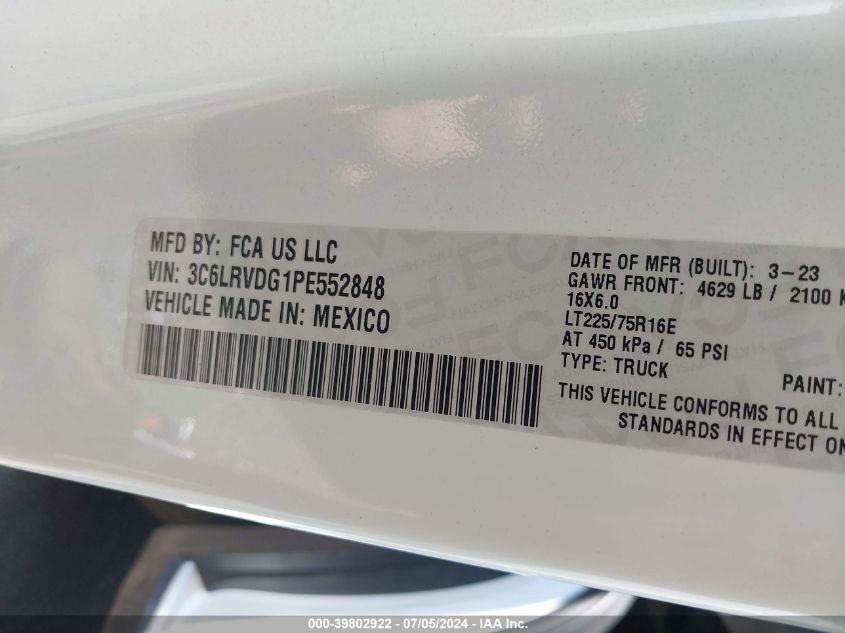 MFD BY: FCA US LLC
VIN: 3C6LRVDG1PE552848
VEHICLE MADE IN: MEXICO
DATE OF MFR (BUILT): 3-23
GAWR FRONT: 4629 LB / 2100 K
16X6.0
LT225/75R16E
AT 450 kPa / 65 PSI
TYPE: TRUCK PAINT:
THIS VEHICLE CONFORMS TO ALL
STANDARDS IN EFFECT ON
000-39802922 - 07/05/2024 - IAA Inc.